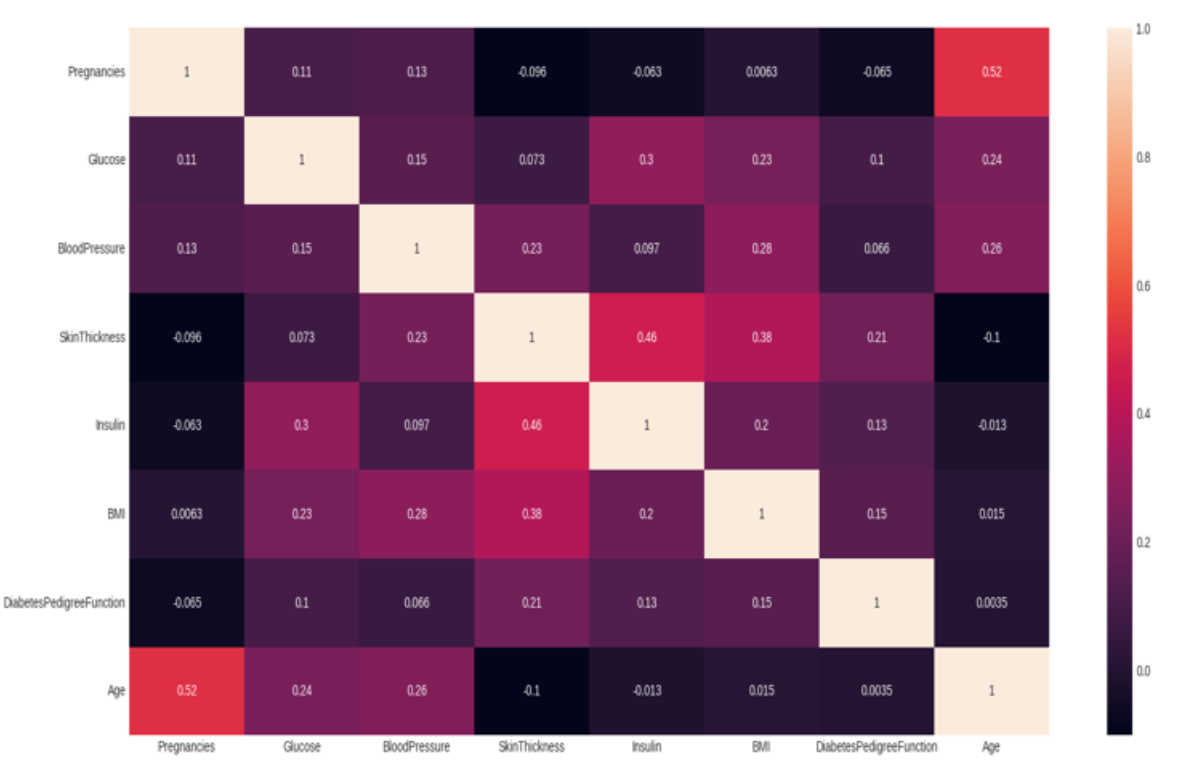 Pregnancies 1 0.11 0.13 -0.096 -0.063 0.0063 -0.065 0.52
Glucose 0.11 1 0.15 0.073 0.3 0.23 0.1 0.24
BloodPressure 0.13 0.15 1 0.23 0.097 0.28 0.066 0.26
SkinThickness -0.096 0.073 0.23 1 0.46 0.38 0.21 -0.1
Insulin -0.063 0.3 0.097 0.46 1 0.2 0.13 -0.013
BMI 0.0063 0.23 0.28 0.38 0.2 1 0.15 0.015
DiabetesPedigreeFunction -0.065 0.1 0.066 0.21 0.13 0.15 1 0.0035
Age 0.52 0.24 0.26 -0.1 -0.013 0.015 0.0035 1
Pregnancies Glucose BloodPressure SkinThickness Insulin BMI DiabetesPedigreeFunction Age
1.0
0.8
0.6
0.4
0.2
0.0